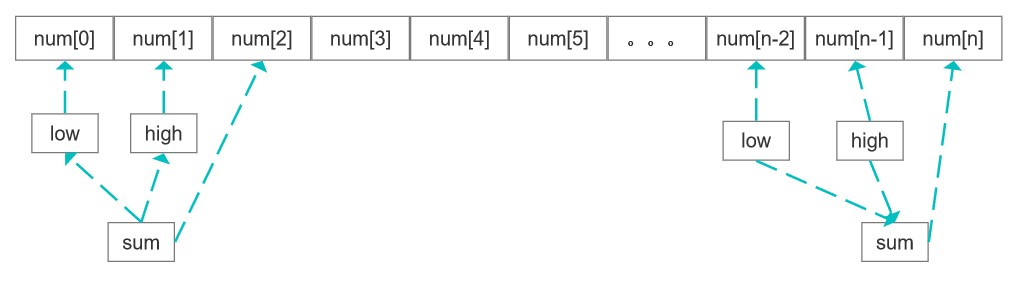 num[0] num[1] num[2] num[3] num[4] num[5] 。。。 num[n-2] num[n-1] num[n]
low high low high
sum sum